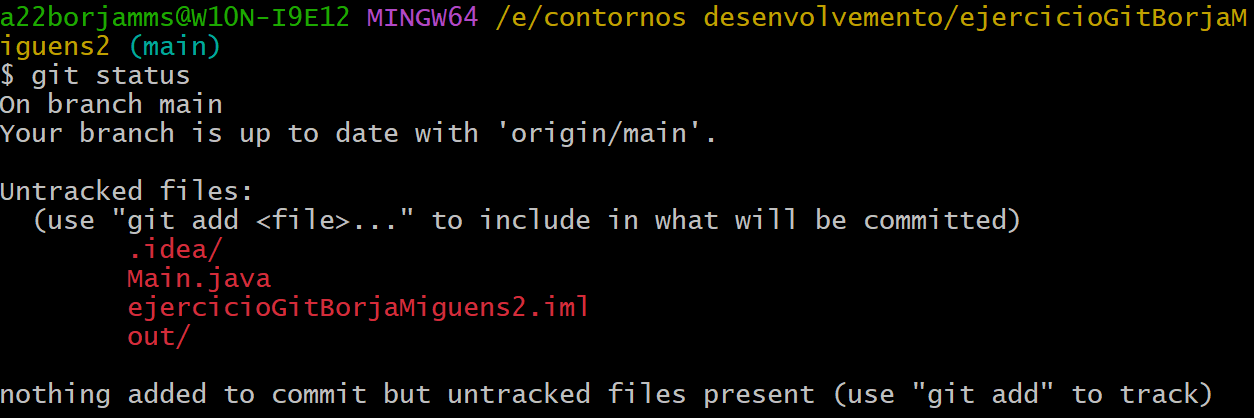 a22borjamms@W10N-I9E12 MINGW64 /e/contornos desenvolvemento/ejercicioGitBorjaM
iguens2 (main)
$ git status
On branch main
Your branch is up to date with 'origin/main'.
Untracked files:
  (use "git add <file>..." to include in what will be committed)
        .idea/
        Main.java
        ejercicioGitBorjaMiguens2.iml
        out/
nothing added to commit but untracked files present (use "git add" to track)